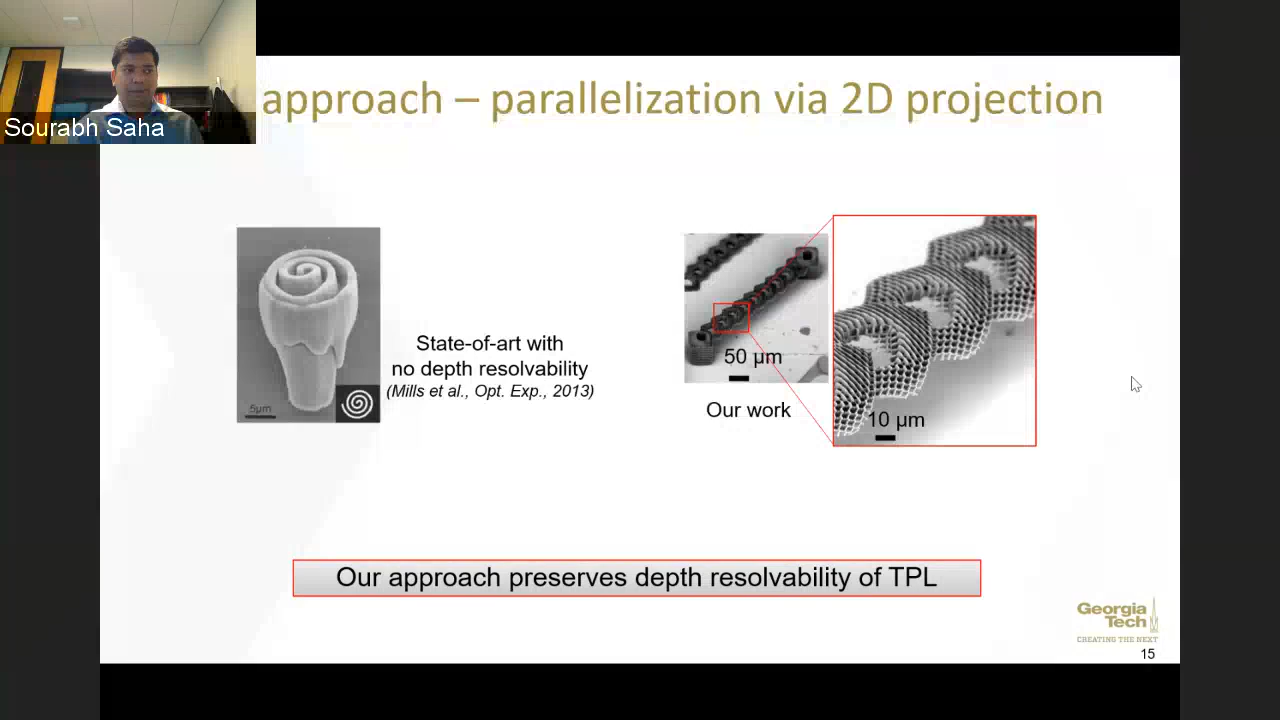 approach – parallelization via 2D projection
Sourabh Saha
State-of-art with
no depth resolvability
(Mills et al., Opt. Exp., 2013)
5µm
50 µm
Our work
10 µm
Our approach preserves depth resolvability of TPL
Georgia
Tech
CREATING THE NEXT
15